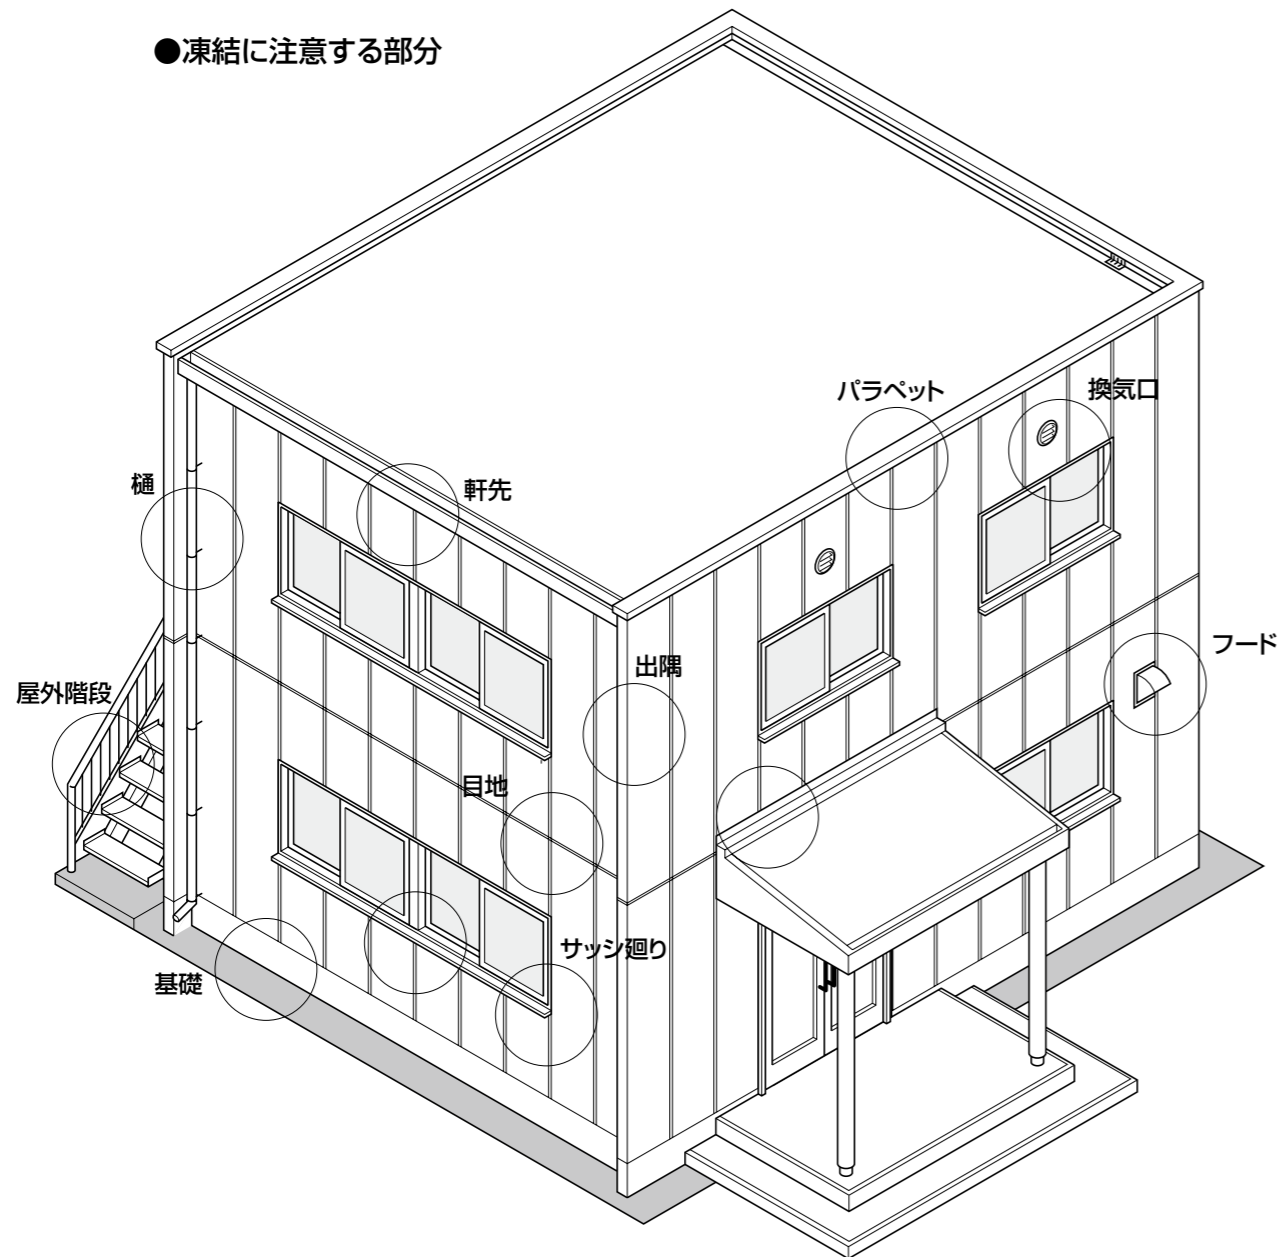 ●凍結に注意する部分
パラペット
換気口
樋
軒先
フード
出隅
屋外階段
目地
サッシ廻り
基礎